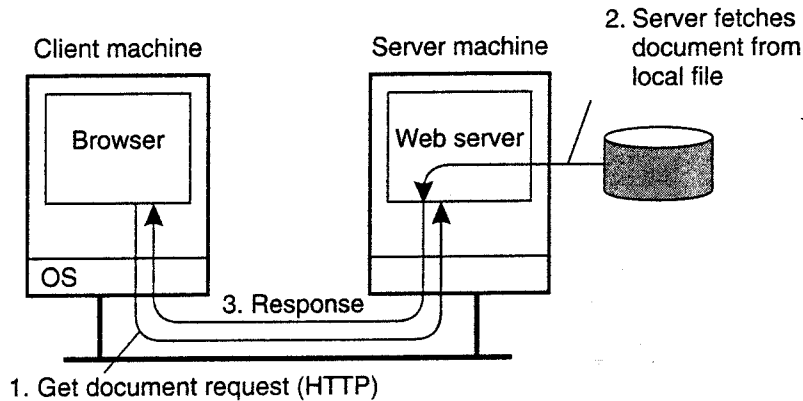 Client machine
Server machine
2. Server fetches
document from
local file
Browser
Web server
OS
3. Response
1. Get document request (HTTP)